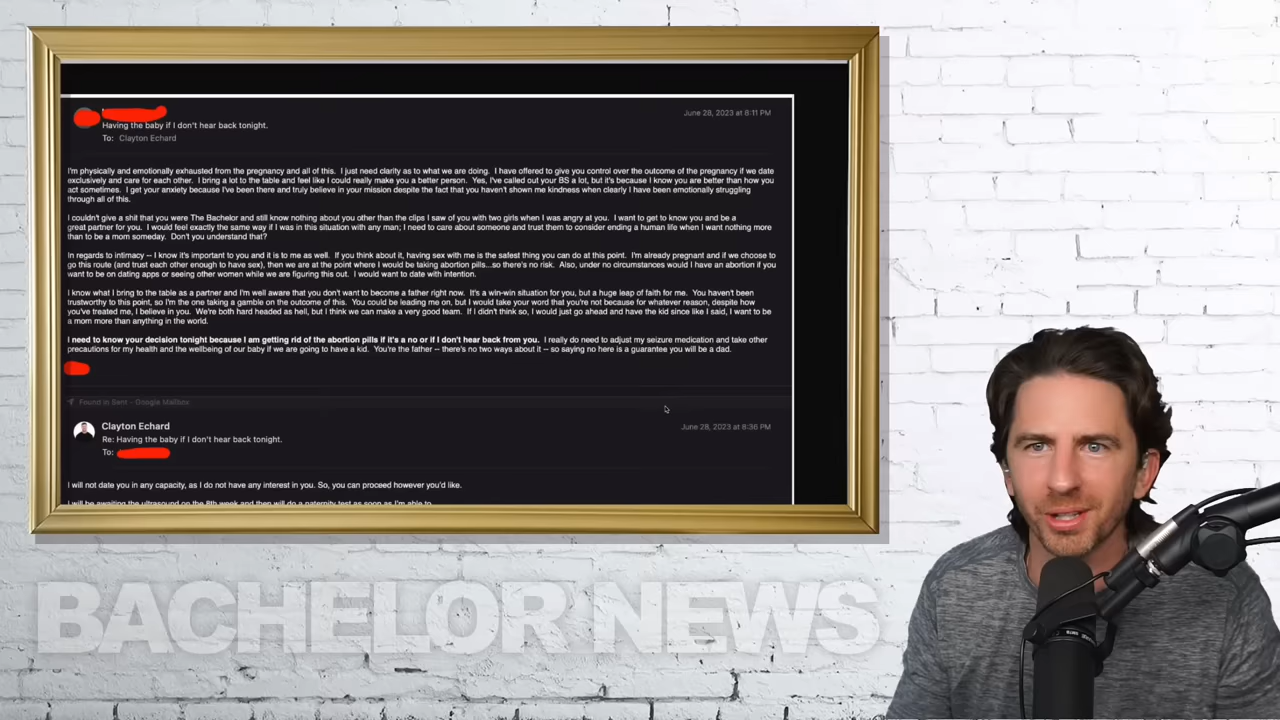 June 28, 2023 at 8:11 PM
Having the baby if I don't hear back tonight.
To: Clayton Echard
I'm physically and emotionally exhausted from the pregnancy and all of this. I just need clarity as to what we are doing. I have offered to give you control over the outcome of the pregnancy if we date
exclusively and care for each other. I bring a lot to the table and feel like I could really make you a better person. Yes, I've called out your BS a lot, but it's because I know you are better than how you
act sometimes. I get your anxiety because I've been there and truly believe in your mission despite the fact that you haven't shown me kindness when clearly I have been emotionally struggling
through all of this.
I couldn't give a shit that you were The Bachelor and still know nothing about you other than the clips I saw of you with two girls when I was angry at you. I want to get to know you and be a
great partner for you. I would feel exactly the same way if I was in this situation with any man; I need to care about someone and trust them to consider ending a human life when I want nothing more
than to be a mom someday. Don't you understand that?
In regards to intimacy -- I know it's important to you and it is to me as well. If you think about it, having sex with me is the safest thing you can do at this point. I'm already pregnant and if we choose to
go this route (and trust each other enough to have sex), then we are at the point where I would be taking abortion pills...so there's no risk. Also, under no circumstances would I have an abortion if you
want to be on dating apps or seeing other women while we are figuring this out. I would want to date with intention.
I know what I bring to the table as a partner and I'm well aware that you don't want to become a father right now. It's a win-win situation for you, but a huge leap of faith for me. You haven't been
trustworthy to this point, so I'm the one taking a gamble on the outcome of this. You could be leading me on, but I would take your word that you're not because for whatever reason, despite how
you've treated me, I believe in you. We're both hard headed as hell, but I think we can make a very good team. If I didn't think so, I would just go ahead and have the kid since like I said, I want to be
a mom more than anything in the world.
I need to know your decision tonight because I am getting rid of the abortion pills if it's a no or if I don't hear back from you. I really do need to adjust my seizure medication and take other
precautions for my health and the wellbeing of our baby if we are going to have a kid. You're the father -- there's no two ways about it -- so saying no here is a guarantee you will be a dad.
Found in Sent - Google Mailbox
Clayton Echard
June 28, 2023 at 8:36 PM
Re: Having the baby if I don't hear back tonight.
To:
I will not date you in any capacity, as I do not have any interest in you. So, you can proceed however you'd like.
I will be awaiting the ultrasound on the 8th week and then will do a paternity test as soon as I'm able to.
BACHELOR NEWS